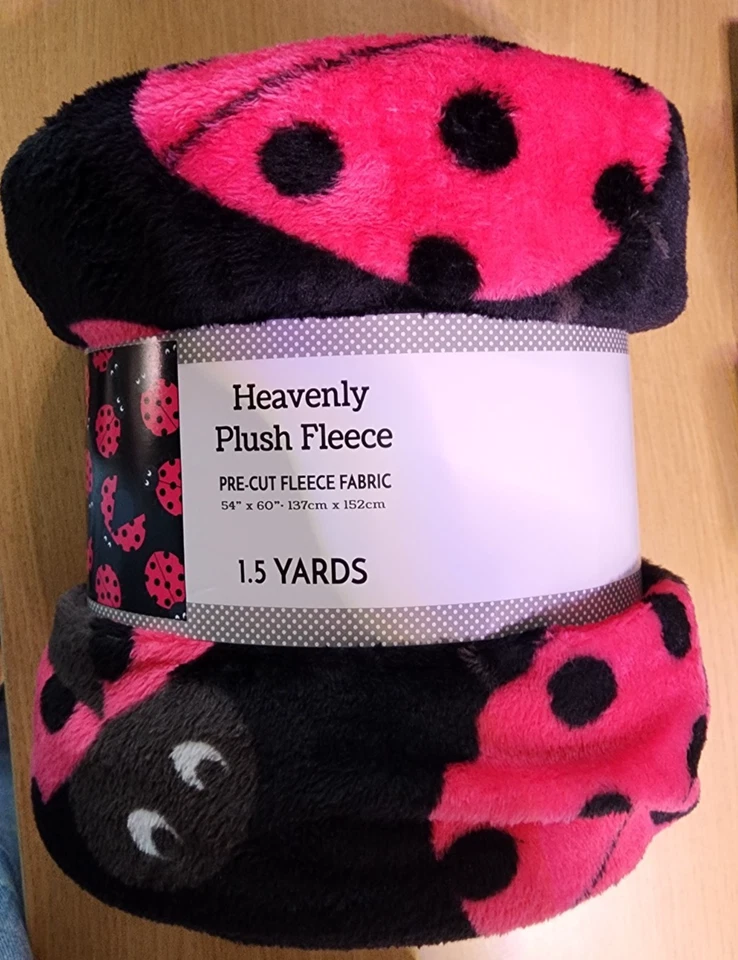 Heavenly
Plush Fleece
PRE-CUT FLEECE FABRIC
54" x 60"· 137cm x 152cm
1.5 YARDS